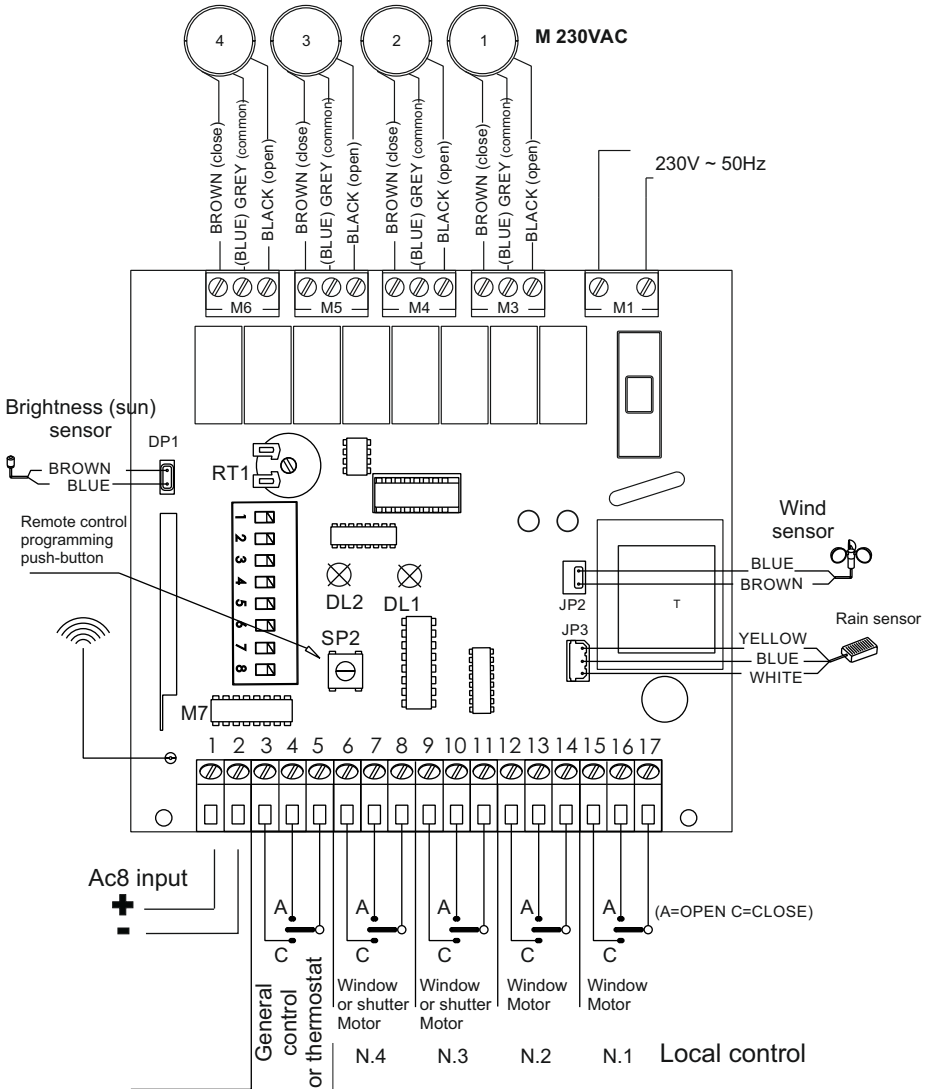 4 3 2 1 M 230VAC
BROWN (close)
(BLUE) GREY (common)
BLACK (open)
BROWN (close)
(BLUE) GREY (common)
BLACK (open)
BROWN (close)
(BLUE) GREY (common)
BLACK (open)
BROWN (close)
(BLUE) GREY (common)
BLACK (open)
230V ~ 50Hz
M6 M5 M4 M3 M1
Brightness (sun)
sensor
DP1
BROWN
BLUE
RT1
Remote control
programming
push-button
1
2
3
4
5
6
7
8
DL2 DL1
SP2
M7
Wind
sensor
BLUE
BROWN
JP2
T
JP3
Rain sensor
YELLOW
BLUE
WHITE
1 2 3 4 5 6 7 8 9 10 11 12 13 14 15 16 17
Ac8 input
+
-
A A A A A (A=OPEN C=CLOSE)
C C C C C
General
control
or thermostat
Window
or shutter
Motor
N.4
Window
or shutter
Motor
N.3
Window
Motor
N.2
Window
Motor
N.1
Local control